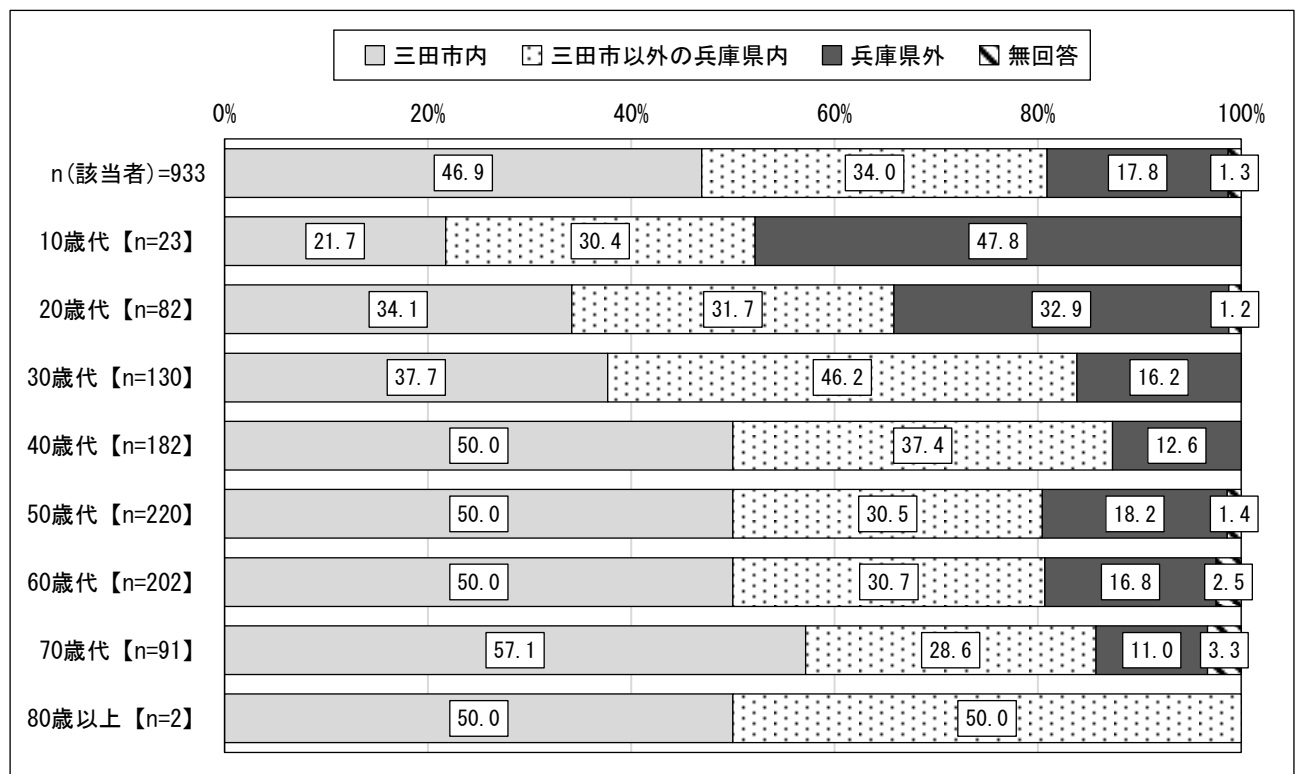 三田市内 三田市以外の兵庫県内 兵庫県外 無回答
0% 20% 40% 60% 80% 100%
n(該当者)=933 46.9 34.0 17.8 1.3
10歳代【n=23】 21.7 30.4 47.8
20歳代【n=82】 34.1 31.7 32.9 1.2
30歳代【n=130】 37.7 46.2 16.2
40歳代【n=182】 50.0 37.4 12.6
50歳代【n=220】 50.0 30.5 18.2 1.4
60歳代【n=202】 50.0 30.7 16.8 2.5
70歳代【n=91】 57.1 28.6 11.0 3.3
80歳以上【n=2】 50.0 50.0